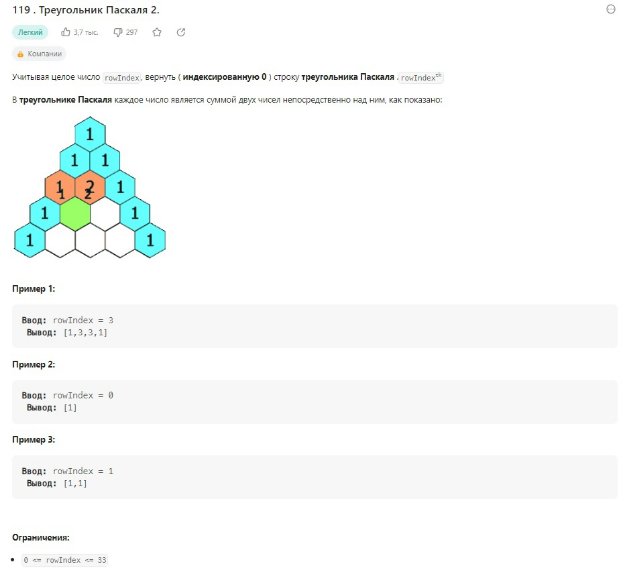 119 . Треугольник Паскаля 2.
Легкий 3,7 тыс. 297
Компании
Учитывая целое число rowIndex, вернуть ( индексированную 0 ) строку треугольника Паскаля . rowIndexth
В треугольнике Паскаля каждое число является суммой двух чисел непосредственно над ним, как показано:
1
1 1
1 2 1
1 2
1 1
1 1
Пример 1:
Ввод: rowIndex = 3
Вывод: [1,3,3,1]
Пример 2:
Ввод: rowIndex = 0
Вывод: [1]
Пример 3:
Ввод: rowIndex = 1
Вывод: [1,1]
Ограничения:
0 <= rowIndex <= 33